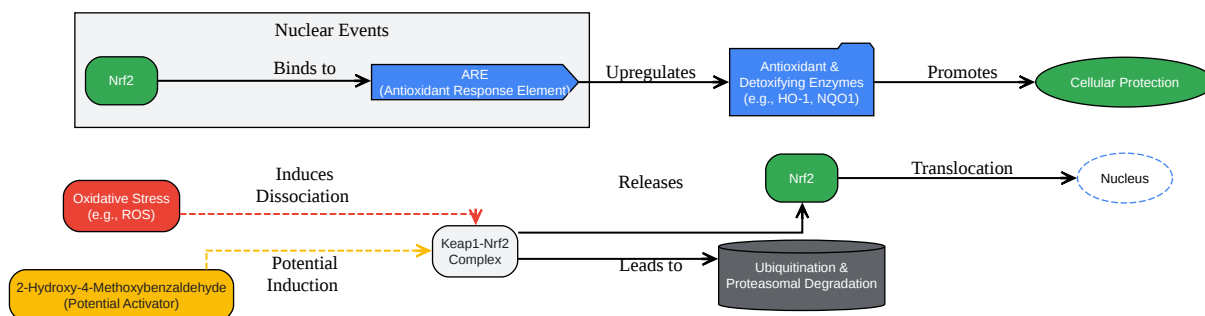 Nuclear Events
Nrf2
Binds to
ARE
(Antioxidant Response Element)
Upregulates
Antioxidant &
Detoxifying Enzymes
(e.g., HO-1, NQO1)
Promotes
Cellular Protection
Oxidative Stress
(e.g., ROS)
Induces
Dissociation
Releases
Nrf2
Translocation
Nucleus
2-Hydroxy-4-Methoxybenzaldehyde
(Potential Activator)
Potential
Induction
Keap1-Nrf2
Complex
Leads to
Ubiquitination &
Proteasomal Degradation